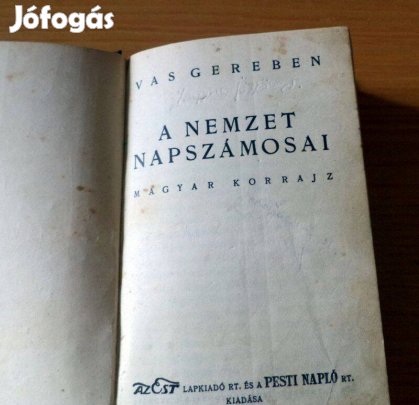 Jófogás
VAS GEREBEN
A NEMZET
NAPSZÁMOSAI
MAGYAR KORRAJZ
AZ EST LAPKIADÓ RT. ÉS A PESTI NAPLÓ RT.
KIADÁSA